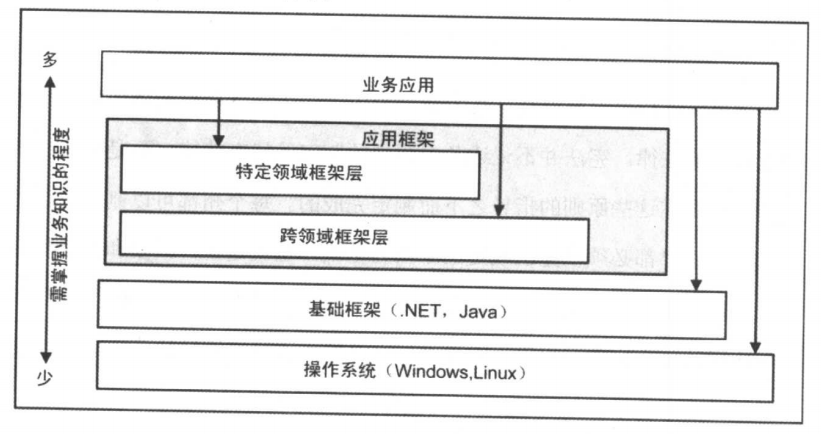 多
业务应用
应用框架
特定领域框架层
跨领域框架层
基础框架（.NET，Java）
操作系统（Windows,Linux）
少
需掌握业务知识的程度